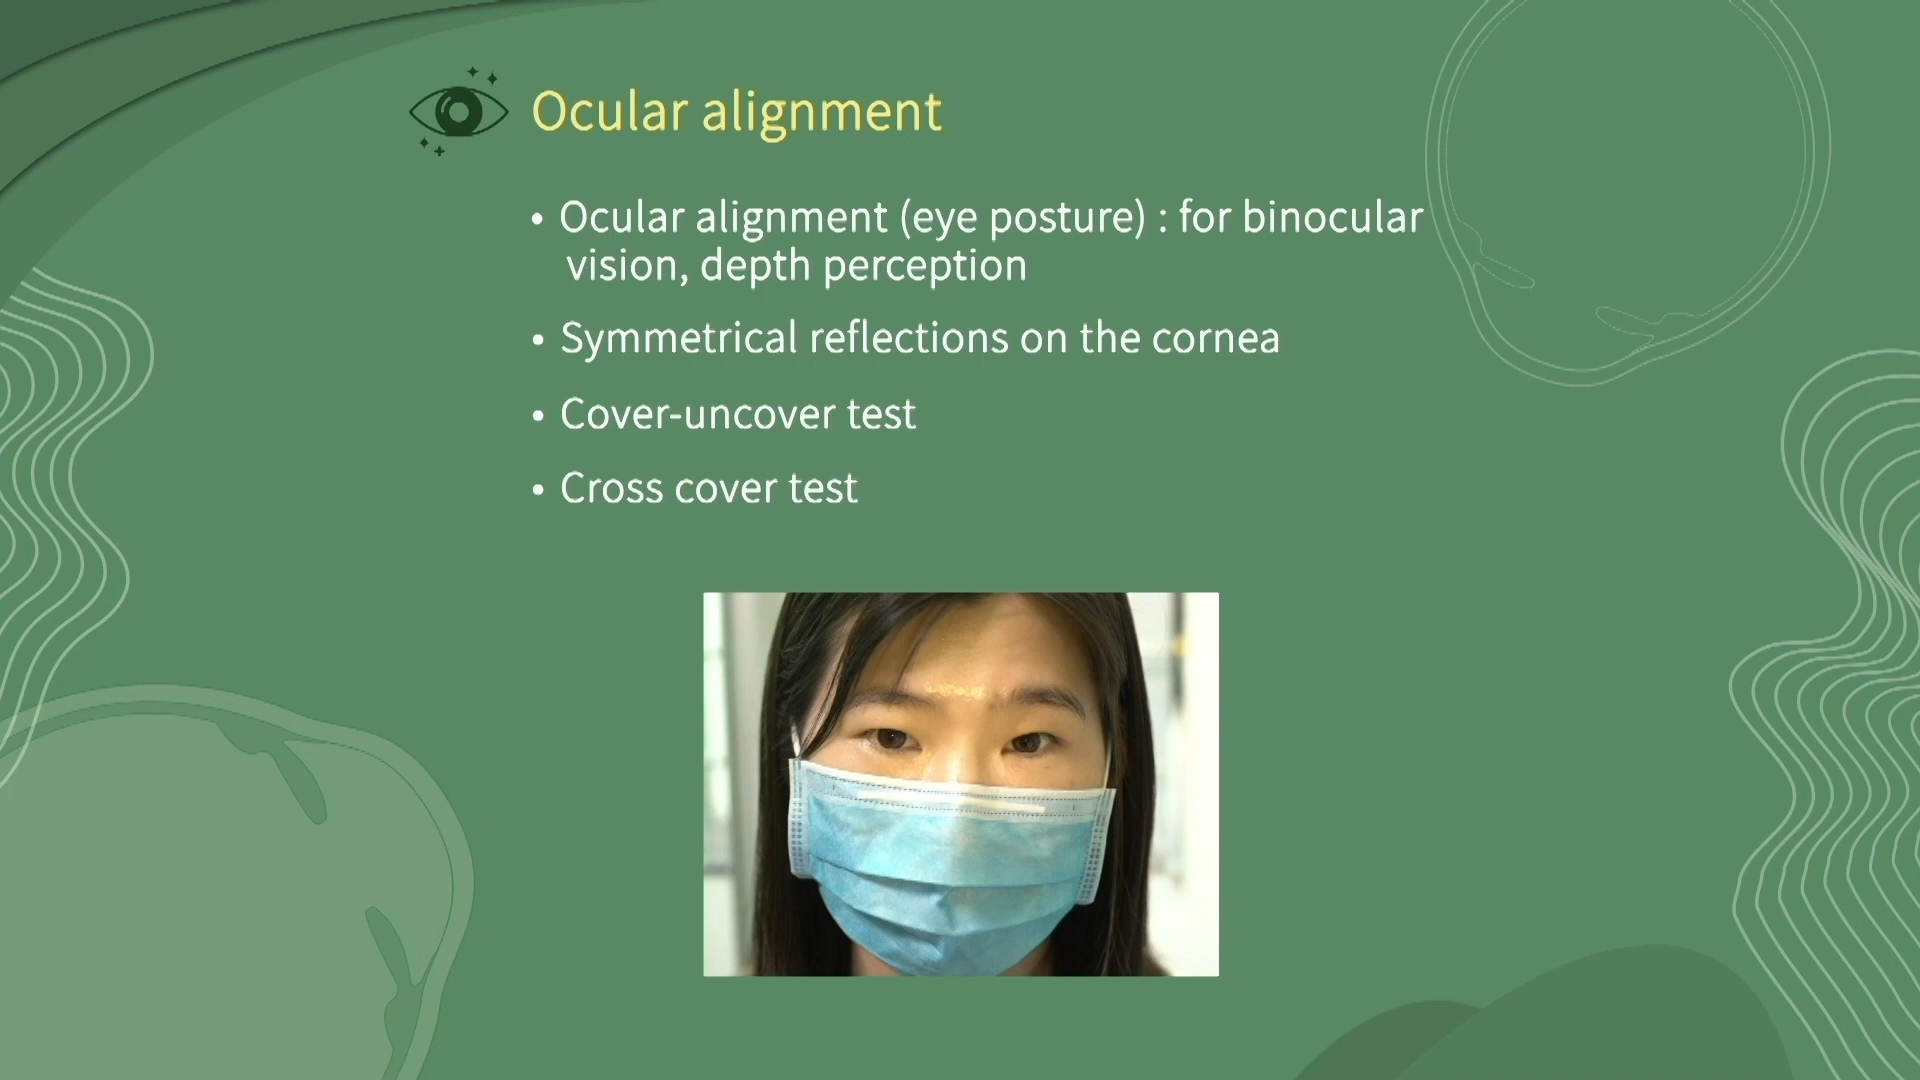 Ocular alignment
• Ocular alignment (eye posture) : for binocular
vision, depth perception
• Symmetrical reflections on the cornea
• Cover-uncover test
• Cross cover test